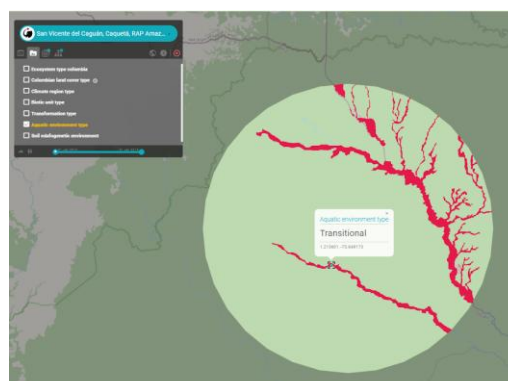 San Vicente del Caguán, Caquetá, RAP Amaz...
Ecosystem type colombia
Colombian land cover type
Climate region type
Biotic unit type
Transformation type
Aquatic environment type
Soil edafogenetic environment
Aquatic environment type
Transitional